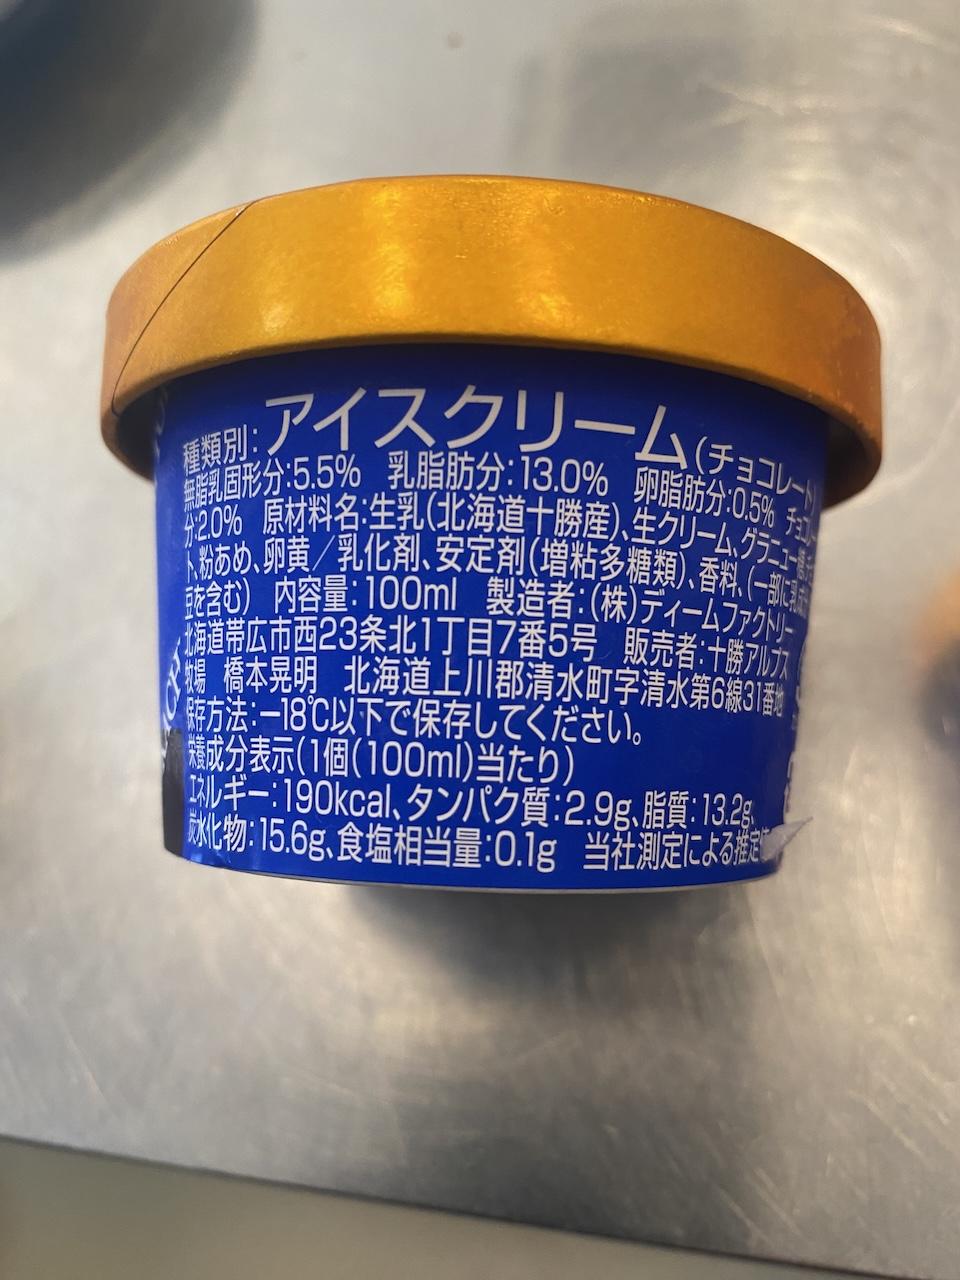 種類別:アイスクリーム(チョコレート)
無脂乳固形分:5.5% 乳脂肪分:13.0% 卵脂肪分:0.5% チョコレー
分:2.0% 原材料名:生乳(北海道十勝産)、生クリーム、グラニュー糖、チ
ト、粉あめ、卵黄/乳化剤、安定剤(増粘多糖類)、香料、(一部に乳成分
豆を含む) 内容量:100ml 製造者:(株)ディームファクトリー
北海道帯広市西23条北1丁目7番5号 販売者:十勝アルプス
牧場 橋本晃明 北海道上川郡清水町字清水第6線31番地
保存方法:−18℃以下で保存してください。
栄養成分表示(1個(100ml)当たり)
エネルギー:190kcal、タンパク質:2.9g、脂質:13.2g、
炭水化物:15.6g、食塩相当量:0.1g 当社測定による推定値